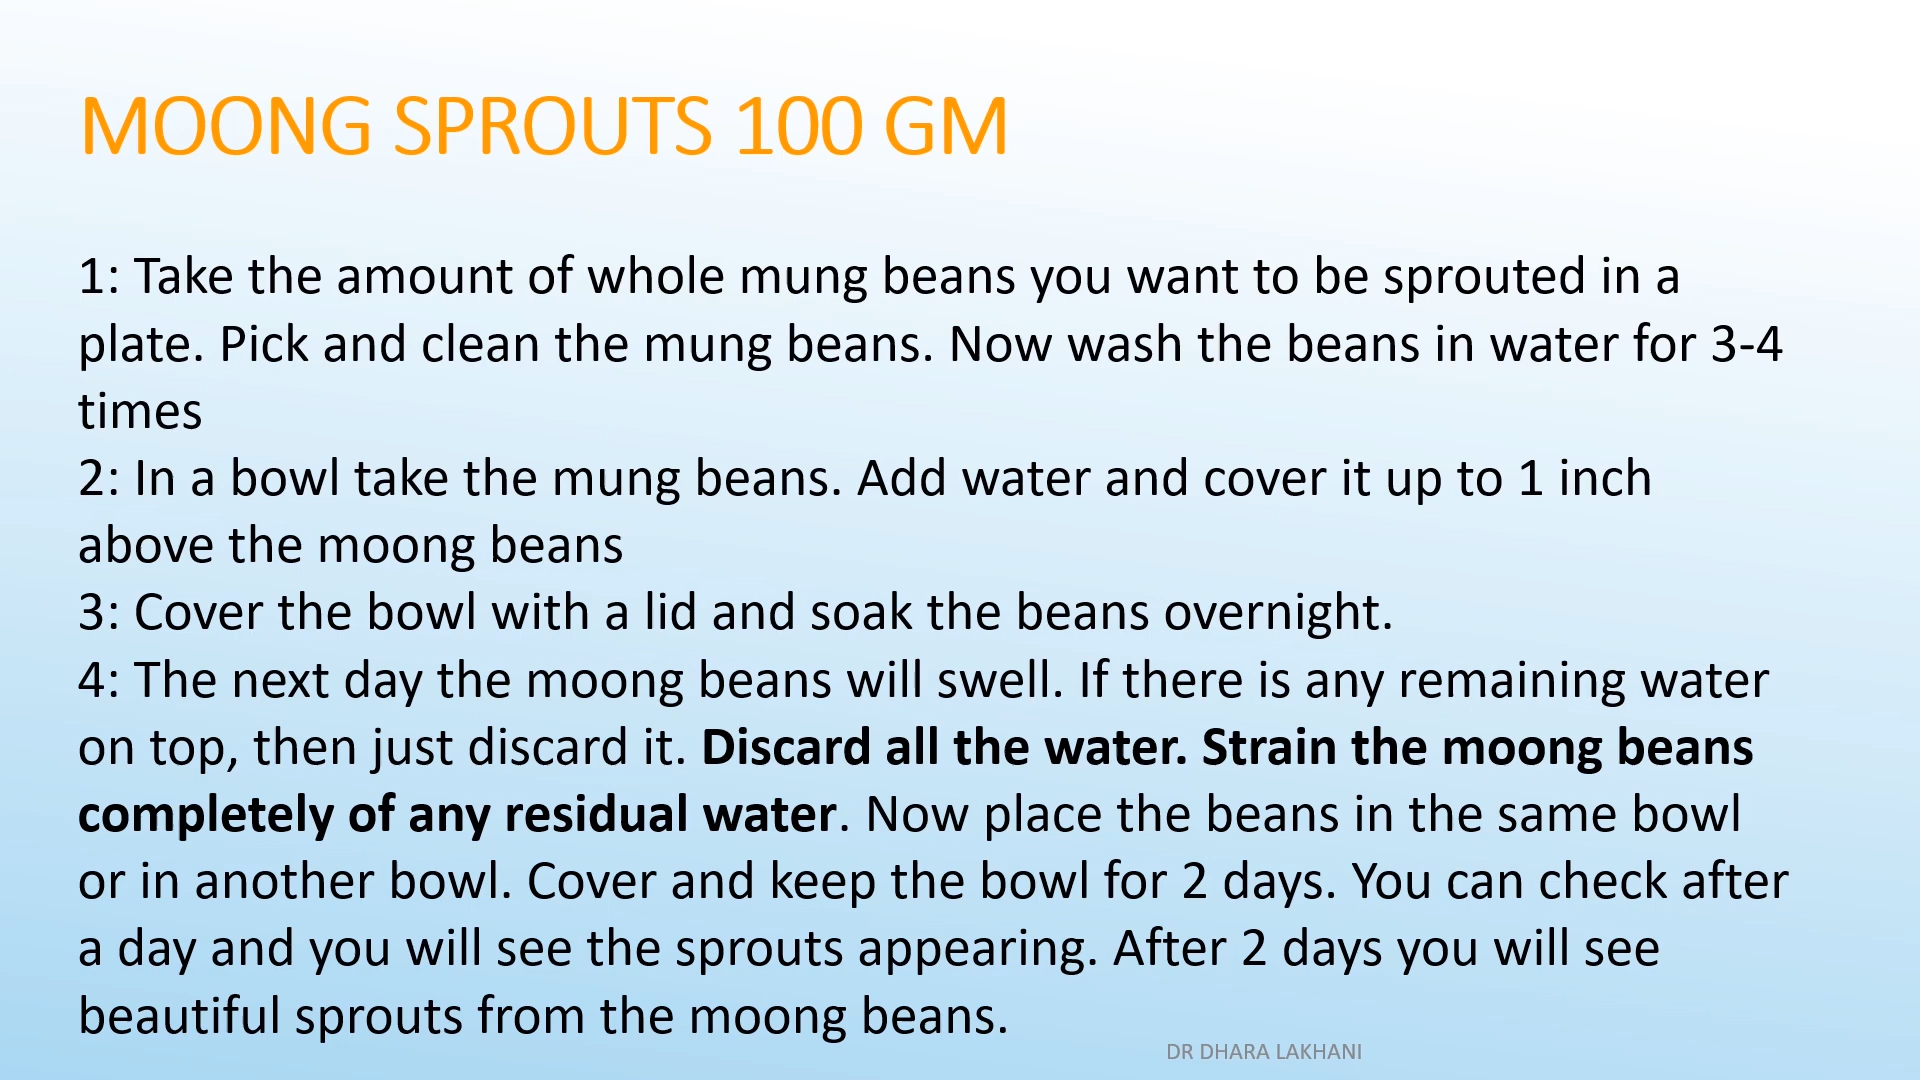 MOONG SPROUTS 100 GM
1: Take the amount of whole mung beans you want to be sprouted in a
plate. Pick and clean the mung beans. Now wash the beans in water for 3-4
times
2: In a bowl take the mung beans. Add water and cover it up to 1 inch
above the moong beans
3: Cover the bowl with a lid and soak the beans overnight.
4: The next day the moong beans will swell. If there is any remaining water
on top, then just discard it. Discard all the water. Strain the moong beans
completely of any residual water. Now place the beans in the same bowl
or in another bowl. Cover and keep the bowl for 2 days. You can check after
a day and you will see the sprouts appearing. After 2 days you will see
beautiful sprouts from the moong beans.
DR DHARA LAKHANI